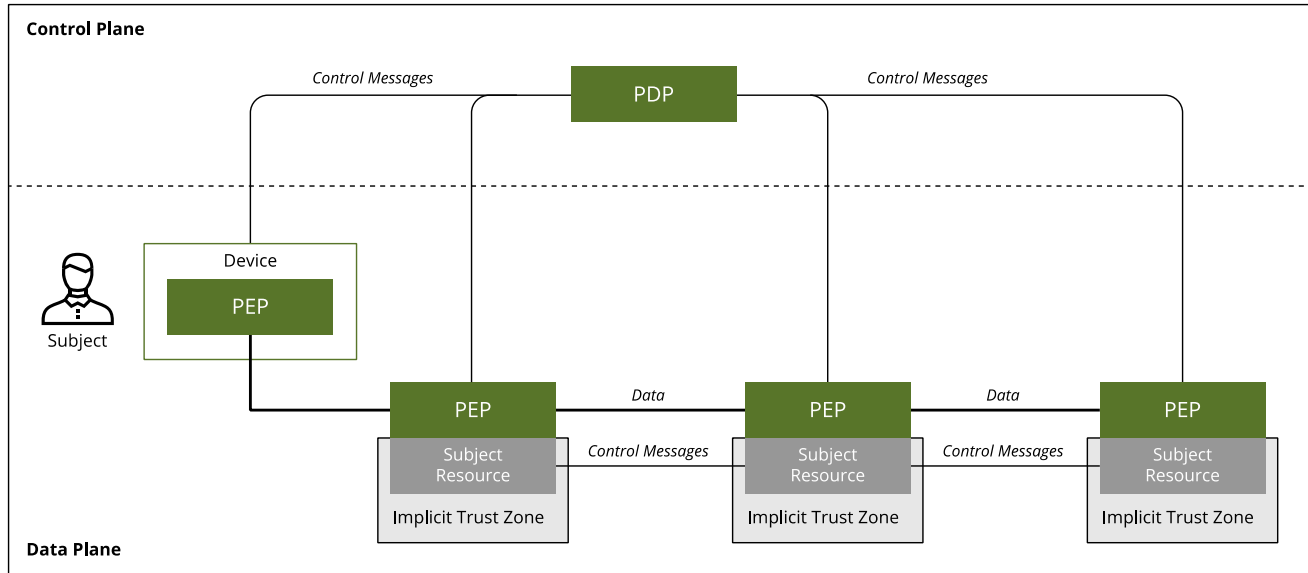 Control Plane
Control Messages
PDP
Control Messages
Device
PEP
Subject
PEP
Data
PEP
Data
PEP
Subject
Resource
Control Messages
Subject
Resource
Control Messages
Subject
Resource
Implicit Trust Zone
Implicit Trust Zone
Implicit Trust Zone
Data Plane